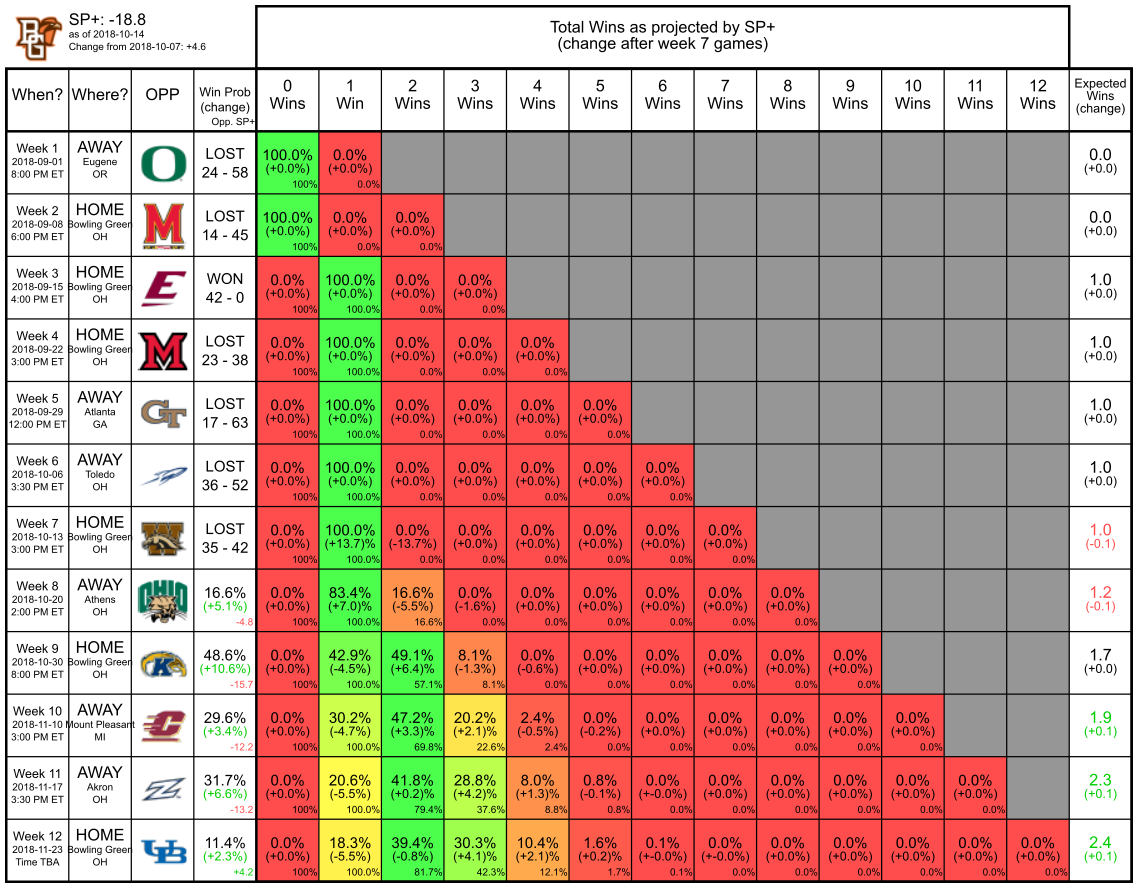 SP+: -18.8
as of 2018-10-14
Change from 2018-10-07: +4.6
Total Wins as projected by SP+
(change after week 7 games)
When? Where? OPP Win Prob (change) Opp. SP+ 0 Wins 1 Win 2 Wins 3 Wins 4 Wins 5 Wins 6 Wins 7 Wins 8 Wins 9 Wins 10 Wins 11 Wins 12 Wins Expected Wins (change)
Week 1 AWAY LOST 100.0% 0.0% 0.0
2018-09-01 Eugene (+0.0%) (+0.0%) (+0.0)
8:00 PM ET OR 24 - 58 100% 0.0%
Week 2 HOME LOST 100.0% 0.0% 0.0% 0.0
2018-09-08 Bowling Green (+0.0%) (+0.0%) (+0.0%) (+0.0)
6:00 PM ET OH 14 - 45 100% 0.0% 0.0%
Week 3 HOME WON 0.0% 100.0% 0.0% 0.0% 1.0
2018-09-15 Bowling Green (+0.0%) (+0.0%) (+0.0%) (+0.0%) (+0.0)
4:00 PM ET OH 42 - 0 100% 100.0% 0.0% 0.0%
Week 4 HOME LOST 0.0% 100.0% 0.0% 0.0% 0.0% 1.0
2018-09-22 Bowling Green (+0.0%) (+0.0%) (+0.0%) (+0.0%) (+0.0%) (+0.0)
3:00 PM ET OH 23 - 38 100% 100.0% 0.0% 0.0% 0.0%
Week 5 AWAY LOST 0.0% 100.0% 0.0% 0.0% 0.0% 0.0% 1.0
2018-09-29 Atlanta (+0.0%) (+0.0%) (+0.0%) (+0.0%) (+0.0%) (+0.0%) (+0.0)
12:00 PM ET GA 17 - 63 100% 100.0% 0.0% 0.0% 0.0% 0.0%
Week 6 AWAY LOST 0.0% 100.0% 0.0% 0.0% 0.0% 0.0% 0.0% 1.0
2018-10-06 Toledo (+0.0%) (+0.0%) (+0.0%) (+0.0%) (+0.0%) (+0.0%) (+0.0%) (+0.0)
3:30 PM ET OH 36 - 52 100% 100.0% 0.0% 0.0% 0.0% 0.0% 0.0%
Week 7 HOME LOST 0.0% 100.0% 0.0% 0.0% 0.0% 0.0% 0.0% 0.0% 1.0
2018-10-13 Bowling Green (+0.0%) (+13.7)% (-13.7% (+0.0%) (+0.0%) (+0.0%) (+0.0%) (+0.0%) (-0.1)
3:00 PM ET OH 35 - 42 100% 100.0% 0.0% 0.0% 0.0% 0.0% 0.0% 0.0%
Week 8 AWAY 16.6% 0.0% 83.4% 16.6% 0.0% 0.0% 0.0% 0.0% 0.0% 0.0% 1.2
2018-10-20 Athens (+5.1%) (+0.0%) (+7.0%) (-5.5%) (-1.6%) (+0.0%) (+0.0%) (+0.0%) (+0.0%) (+0.0%) (-0.1)
2:00 PM ET OH -4.8 100% 100.0% 16.6% 0.0% 0.0% 0.0% 0.0% 0.0% 0.0%
Week 9 HOME 48.6% 0.0% 42.9% 49.1% 8.1% 0.0% 0.0% 0.0% 0.0% 0.0% 0.0% 1.7
2018-10-30 Bowling Green (+10.6%) (+0.0%) (-4.5%) (+6.4%) (-1.3%) (-0.6%) (+0.0%) (+0.0%) (+0.0%) (+0.0%) (+0.0%) (+0.0)
8:00 PM ET OH -15.7 100% 100.0% 57.1% 8.1% 0.0% 0.0% 0.0% 0.0% 0.0% 0.0%
Week 10 AWAY 29.6% 0.0% 30.2% 47.2% 20.2% 2.4% 0.0% 0.0% 0.0% 0.0% 0.0% 0.0% 1.9
2018-11-10 Mount Pleasant (+3.4%) (+0.0%) (-4.7%) (+3.3%) (+2.1)% (-0.5%) (-0.2%) (+0.0%) (+0.0%) (+0.0%) (+0.0%) (+0.0%) (+0.1)
3:00 PM ET MI -12.2 100% 100.0% 69.8% 22.6% 2.4% 0.0% 0.0% 0.0% 0.0% 0.0% 0.0%
Week 11 AWAY 31.7% 0.0% 20.6% 41.8% 28.8% 8.0% 0.8% 0.0% 0.0% 0.0% 0.0% 0.0% 0.0% 2.3
2018-11-17 Akron (+6.6%) (+0.0%) (-5.5%) (+0.2)% (+4.2)% (+1.3)% (-0.1%) (+-0.0%) (+0.0%) (+0.0%) (+0.0%) (+0.0%) (+0.0%) (+0.1)
3:30 PM ET OH -13.2 100% 100.0% 79.4% 37.6% 8.8% 0.8% 0.0% 0.0% 0.0% 0.0% 0.0% 0.0%
Week 12 HOME 11.4% 0.0% 18.3% 39.4% 30.3% 10.4% 1.6% 0.1% 0.0% 0.0% 0.0% 0.0% 0.0% 0.0% 2.4
2018-11-23 Bowling Green (+2.3%) (+0.0%) (-5.5%) (-0.8%) (+4.1)% (+2.1)% (+0.2)% (+-0.0%) (+-0.0%) (+0.0%) (+0.0%) (+0.0%) (+0.0%) (+0.0%) (+0.1)
Time TBA OH +4.2 100% 100.0% 81.7% 42.3% 12.1% 1.7% 0.1% 0.0% 0.0% 0.0% 0.0% 0.0% 0.0%